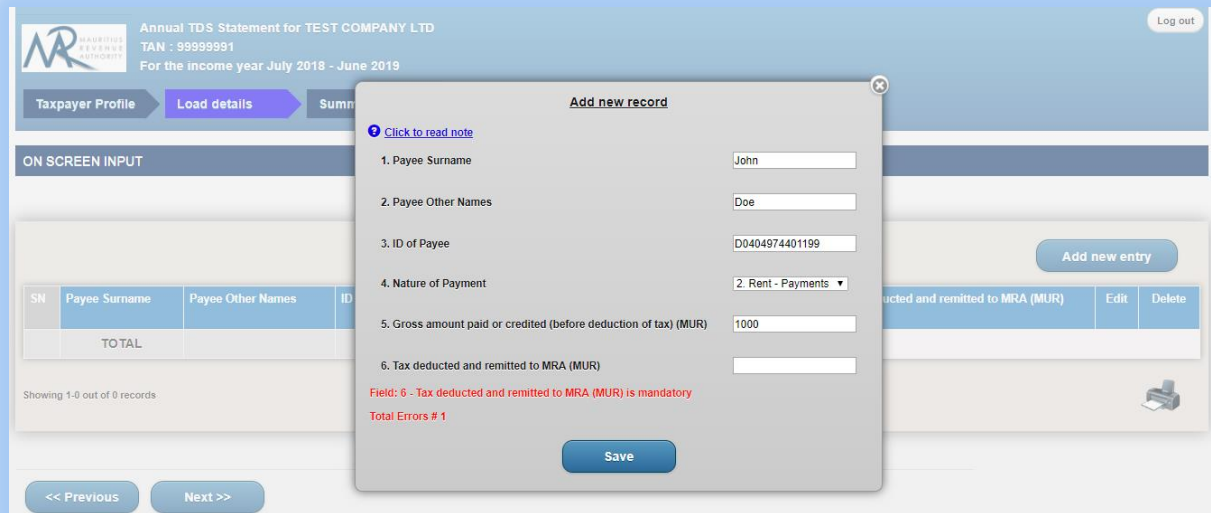 MAURITIUS
REVENUE
AUTHORITY
Annual TDS Statement for TEST COMPANY LTD
TAN : 99999991
For the income year July 2018 - June 2019
Log out
Taxpayer Profile
Load details
Summ
ON SCREEN INPUT
Add new record
Click to read note
1. Payee Surname
John
2. Payee Other Names
Doe
3. ID of Payee
D0404974401199
4. Nature of Payment
2. Rent - Payments
5. Gross amount paid or credited (before deduction of tax) (MUR)
1000
6. Tax deducted and remitted to MRA (MUR)
Field: 6 - Tax deducted and remitted to MRA (MUR) is mandatory
Total Errors # 1
Save
Add new entry
SN Payee Surname Payee Other Names ID ucted and remitted to MRA (MUR) Edit Delete
TOTAL
Showing 1-0 out of 0 records
<< Previous
Next >>